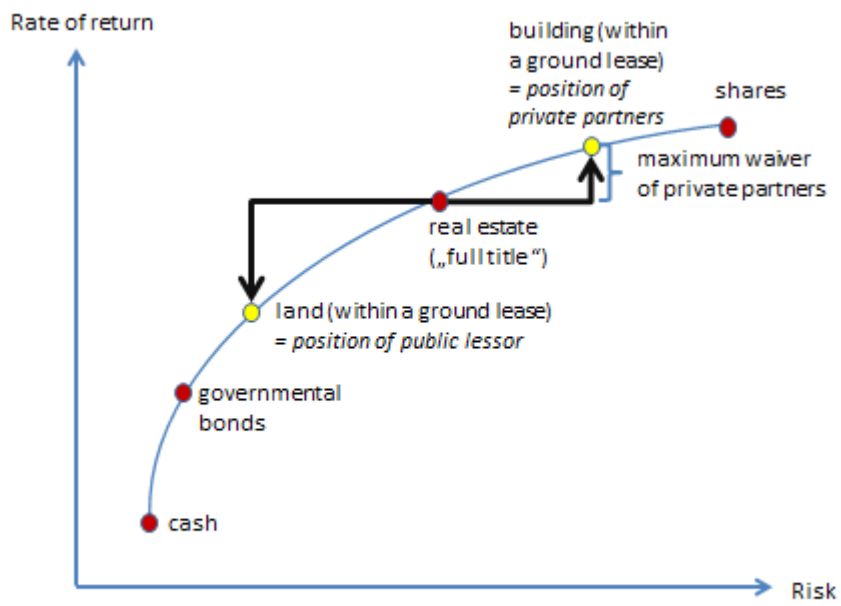 Rate of return
building (within
a ground lease)
= position of
private partners
shares
maximum waiver
of private partners
real estate
(„full title“)
land (within a ground lease)
= position of public lessor
governmental
bonds
cash
Risk